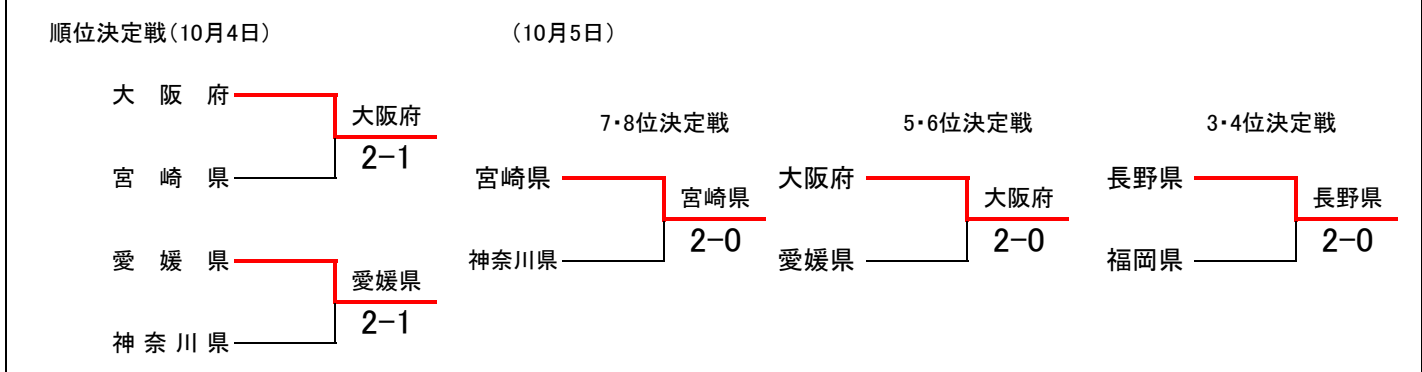 順位決定戦(10月4日)
(10月5日)
大阪府
宮崎県
大阪府
2-1
愛媛県
神奈川県
愛媛県
2-1
7・8位決定戦
宮崎県
神奈川県
宮崎県
2-0
5・6位決定戦
大阪府
愛媛県
大阪府
2-0
3・4位決定戦
長野県
福岡県
長野県
2-0